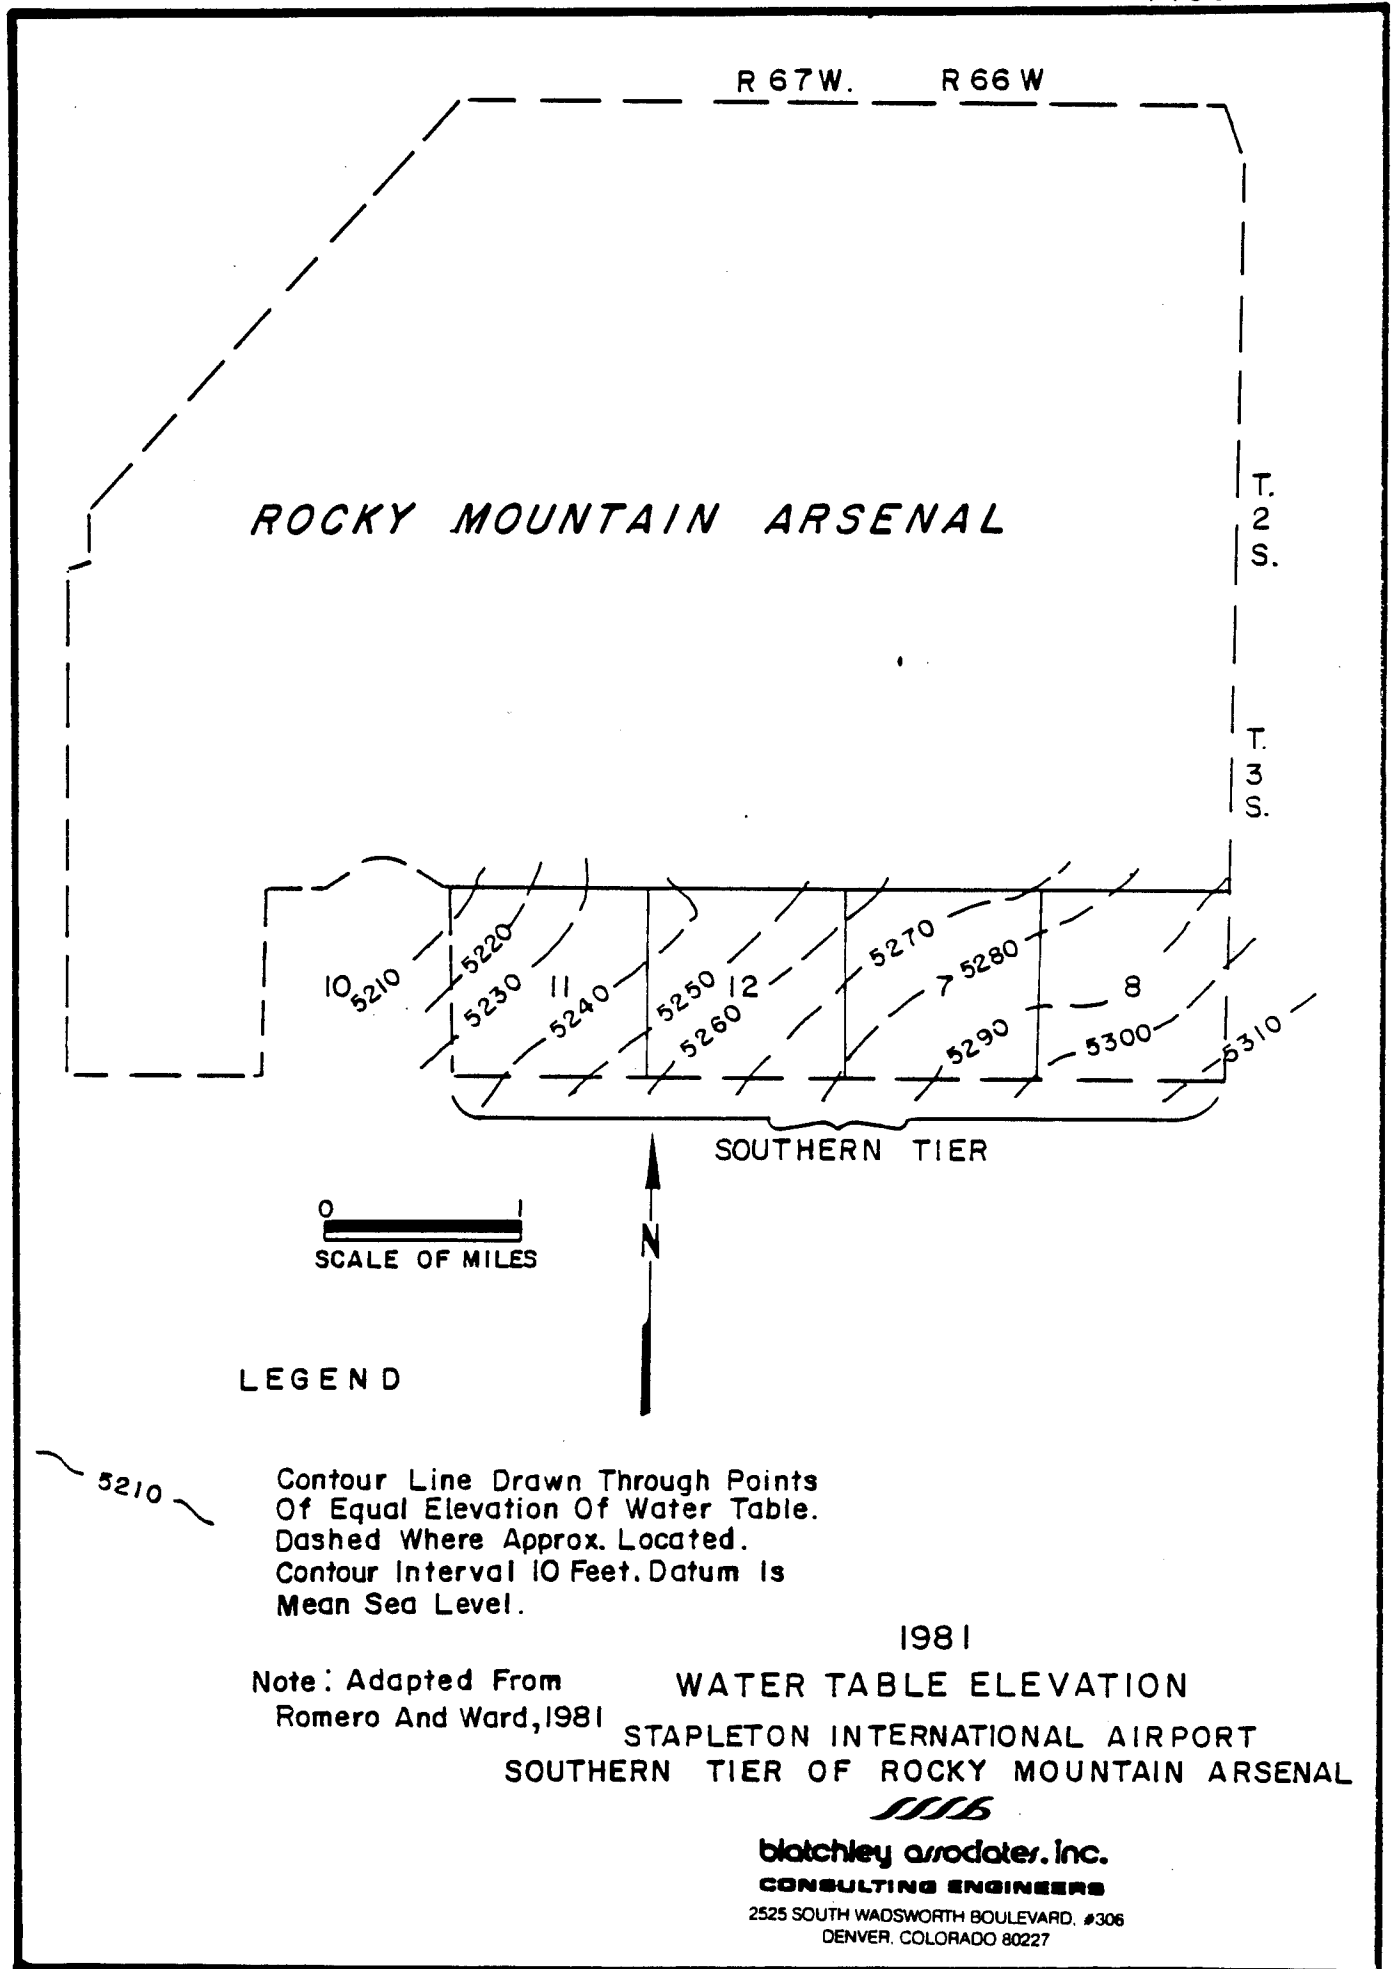 R 67W. R 66 W
T.
2
S.
ROCKY MOUNTAIN ARSENAL
T.
3
S.
10
5210
5220
5230
11
5240
5250
12
5260
5270
7
5280
5290
8
5300
5310
SOUTHERN TIER
0 1
SCALE OF MILES
N
LEGEND
5210
Contour Line Drawn Through Points
Of Equal Elevation Of Water Table.
Dashed Where Approx. Located.
Contour Interval 10 Feet. Datum Is
Mean Sea Level.
Note: Adapted From
Romero And Ward, 1981
1981
WATER TABLE ELEVATION
STAPLETON INTERNATIONAL AIRPORT
SOUTHERN TIER OF ROCKY MOUNTAIN ARSENAL
blatchley associates, inc.
CONSULTING ENGINEERS
2525 SOUTH WADSWORTH BOULEVARD, #306
DENVER, COLORADO 80227